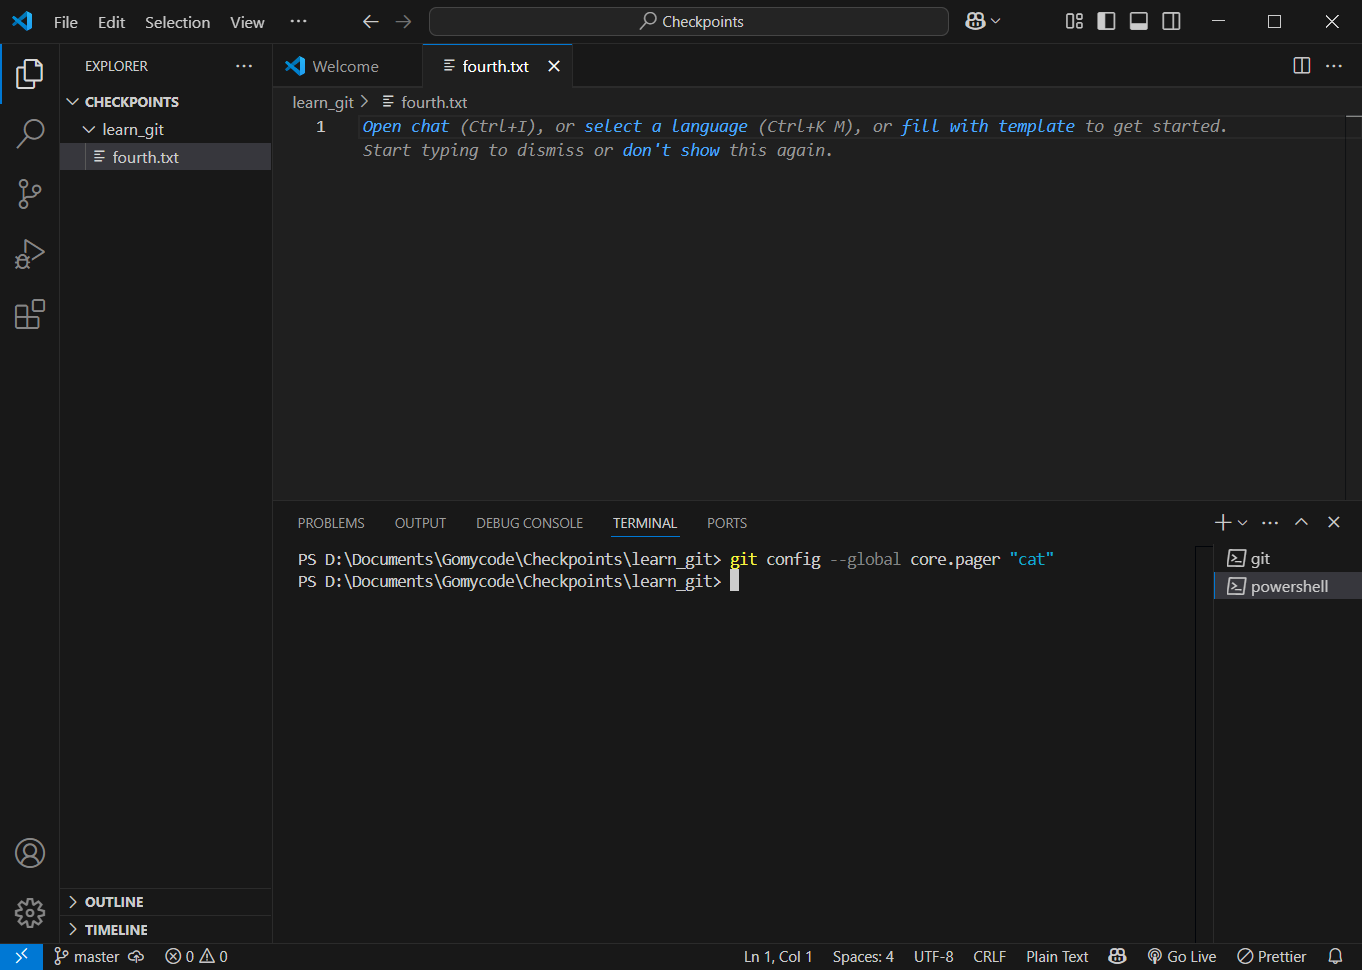 File Edit Selection View ···
Checkpoints
EXPLORER ···
CHECKPOINTS
learn_git
fourth.txt
OUTLINE
TIMELINE
Welcome
fourth.txt
learn_git > fourth.txt
1 Open chat (Ctrl+I), or select a language (Ctrl+K M), or fill with template to get started.
Start typing to dismiss or don't show this again.
PROBLEMS OUTPUT DEBUG CONSOLE TERMINAL PORTS
PS D:\Documents\Gomycode\Checkpoints\learn_git> git config --global core.pager "cat"
PS D:\Documents\Gomycode\Checkpoints\learn_git>
git
powershell
master 0 0 Ln 1, Col 1 Spaces: 4 UTF-8 CRLF Plain Text Go Live Prettier